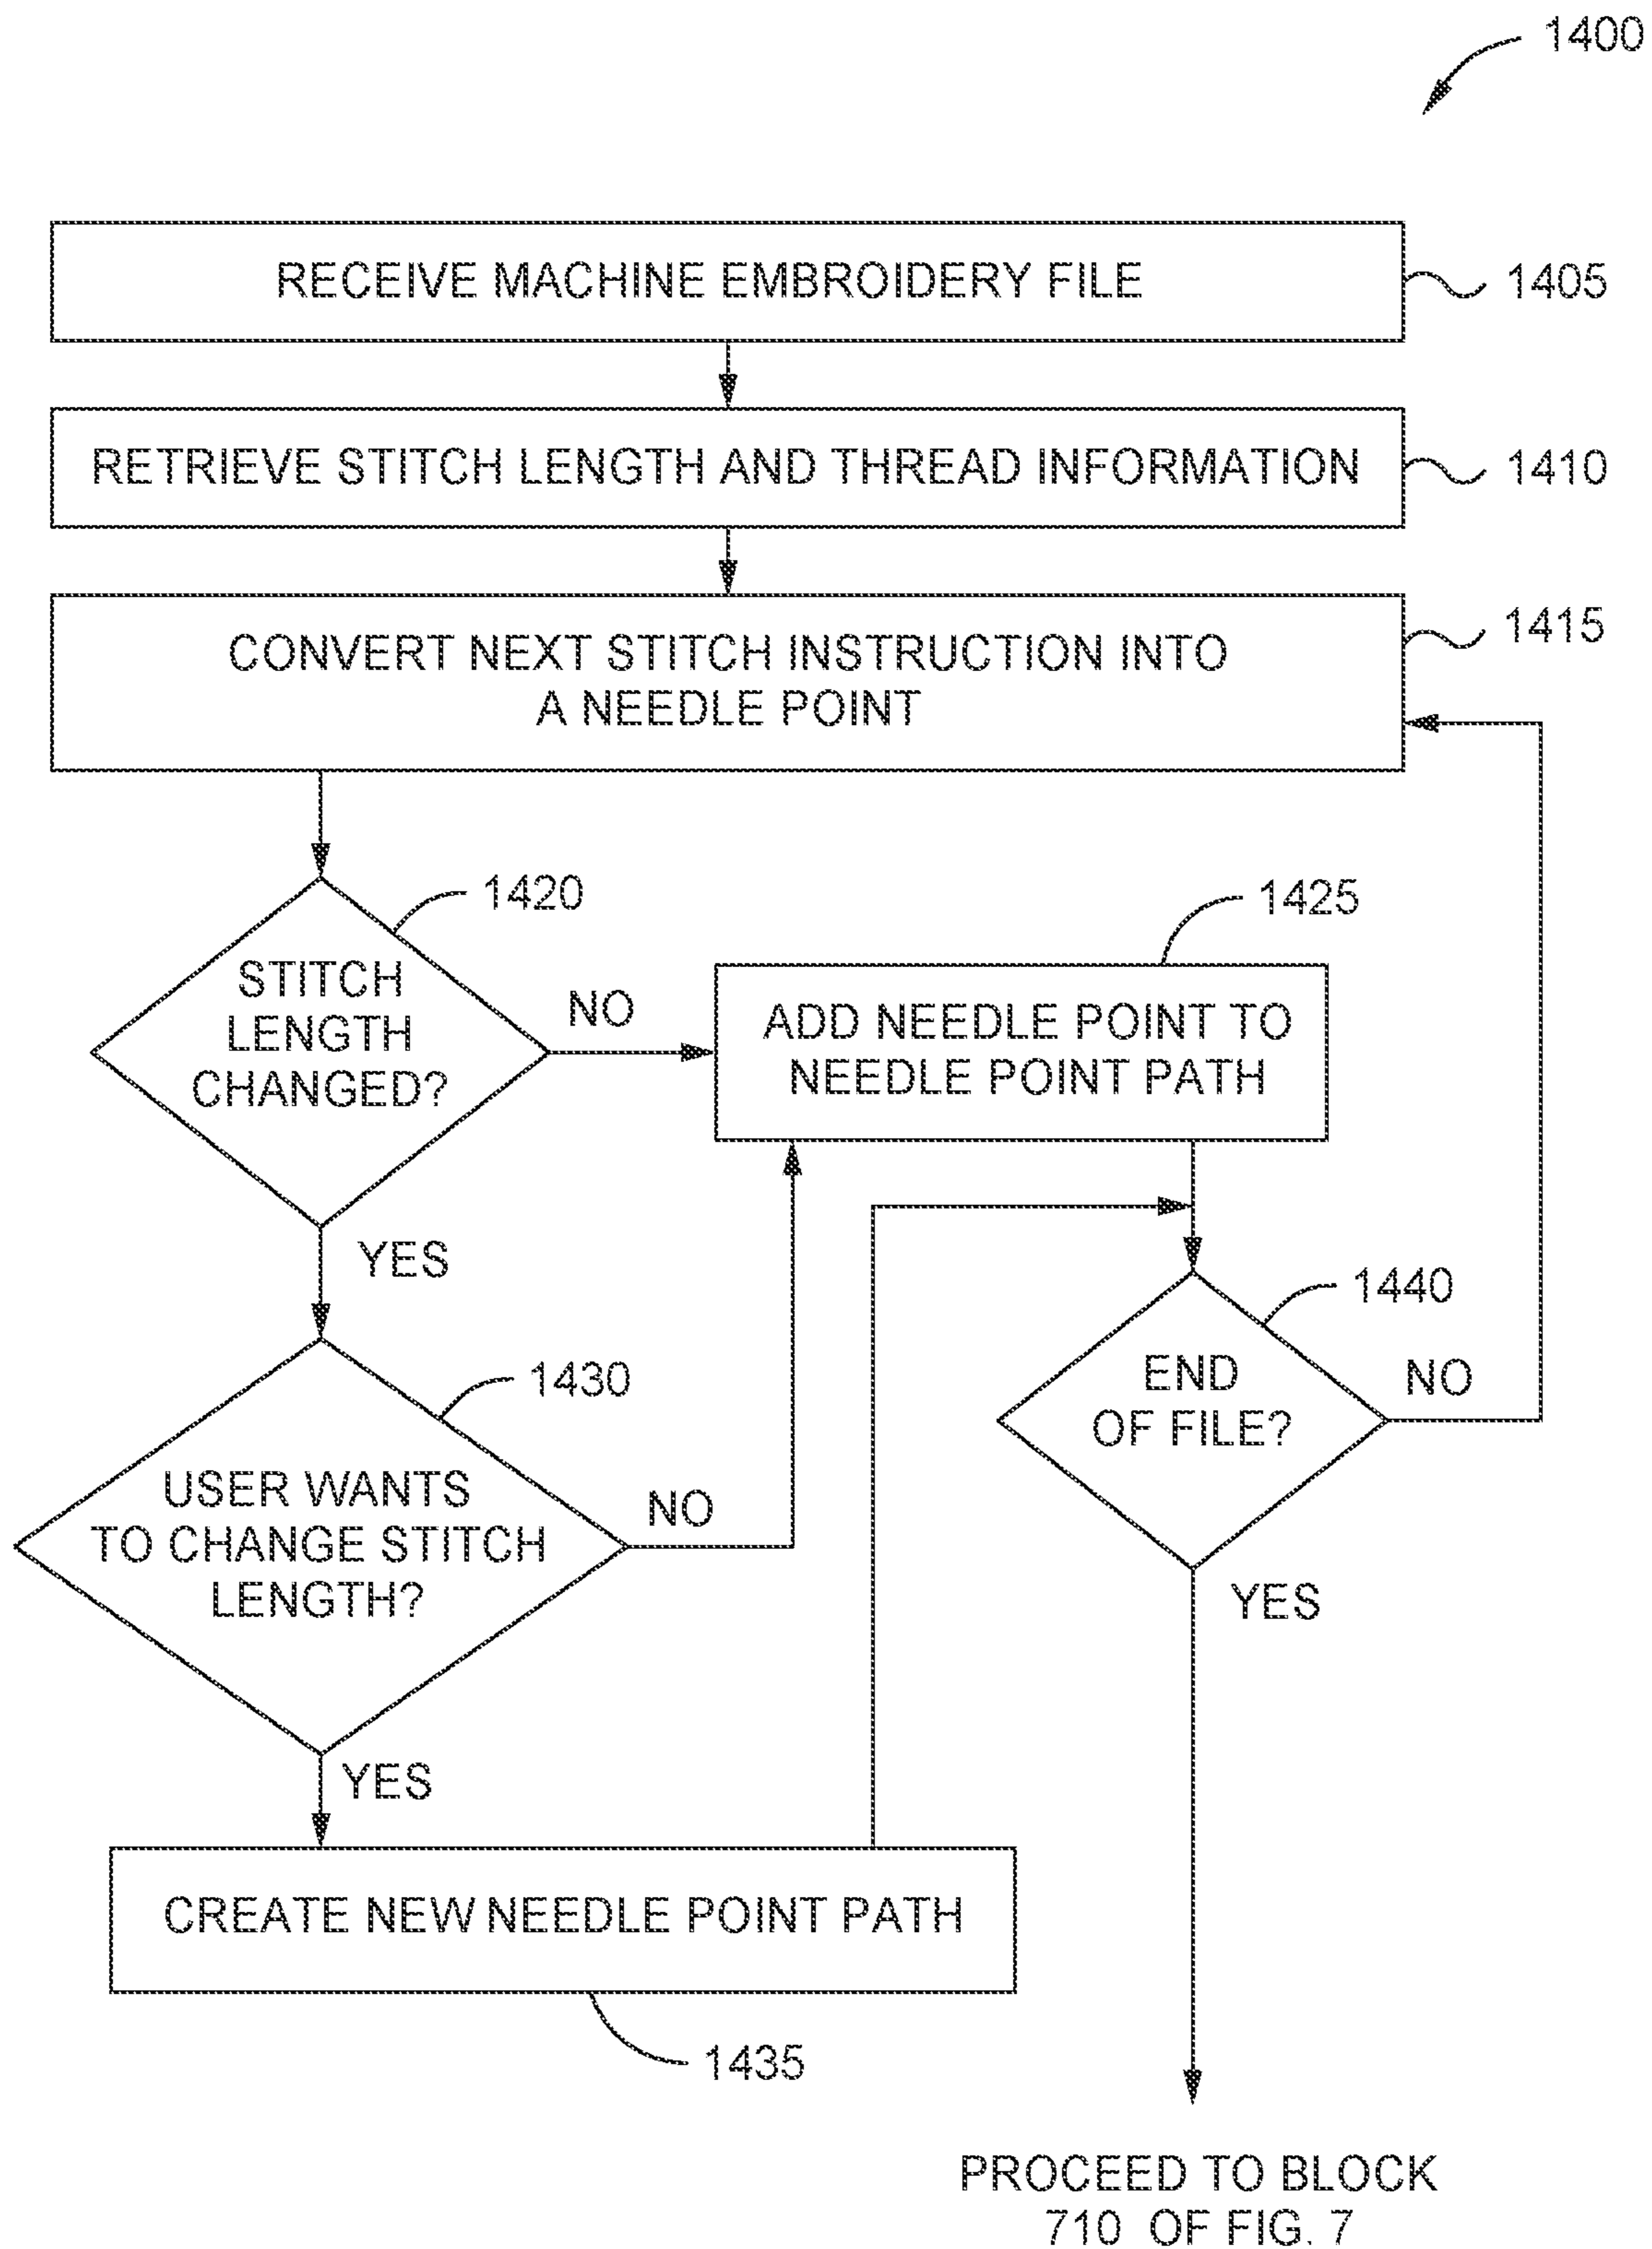 1400
RECEIVE MACHINE EMBROIDERY FILE
1405
RETRIEVE STITCH LENGTH AND THREAD INFORMATION
1410
CONVERT NEXT STITCH INSTRUCTION INTO
A NEEDLE POINT
1415
1420
STITCH
LENGTH
CHANGED?
NO
YES
1425
ADD NEEDLE POINT TO
NEEDLE POINT PATH
1430
USER WANTS
TO CHANGE STITCH
LENGTH?
NO
YES
1440
END
OF FILE?
NO
YES
CREATE NEW NEEDLE POINT PATH
1435
PROCEED TO BLOCK
710 OF FIG. 7